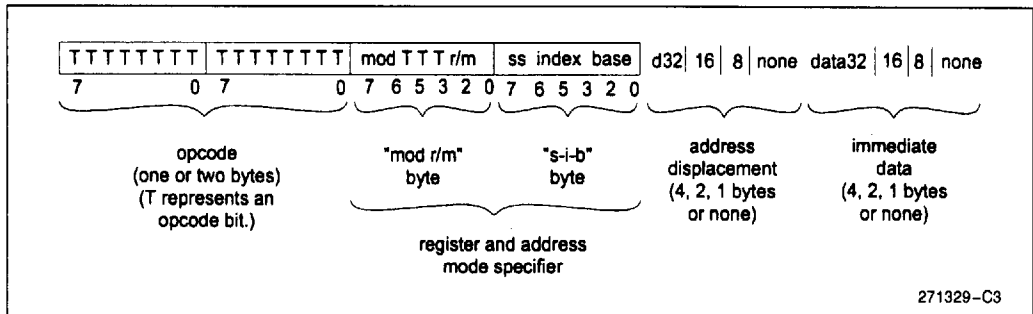 T T T T T T T T T T T T T T T T mod T T T r/m ss index base d32 | 16 | 8 | none data32 | 16 | 8 | none
7 0 7 0 7 6 5 3 2 0 7 6 5 3 2 0
opcode
(one or two bytes)
(T represents an
opcode bit.)
"mod r/m"
byte
"s-i-b"
byte
address
displacement
(4, 2, 1 bytes
or none)
immediate
data
(4, 2, 1 bytes
or none)
register and address
mode specifier
271329–C3